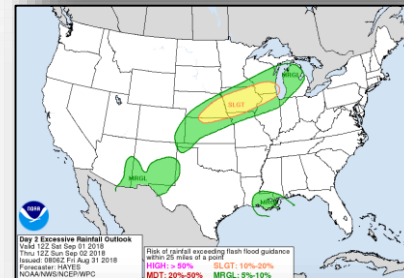 MRGL
SLGT
MRGL
MRGL
NOAA
Day 2 Excessive Rainfall Outlook
Valid 12Z Sat Sep 01 2018
Thru 12Z Sun Sep 02 2018
Issued: 0806Z Fri Aug 31 2018
Forecaster: HAYES
NOAA/NWS/NCEP/WPC
Risk of rainfall exceeding flash flood guidance
within 25 miles of a point
HIGH: > 50% SLGT: 10%-20%
MDT: 20%-50% MRGL: 5%-10%